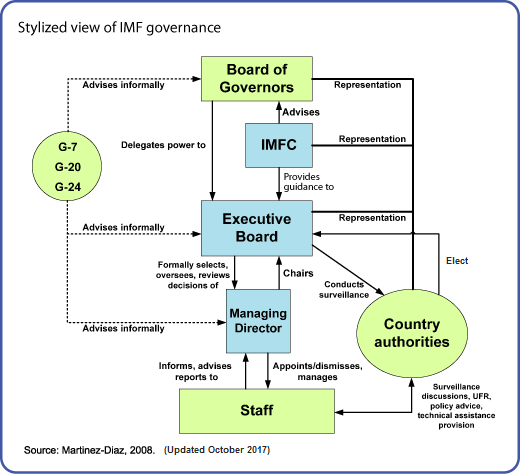 Stylized view of IMF governance
Board of
Governors
Advises informally
Representation
Advises
Delegates power to
IMFC
Representation
G-7
G-20
G-24
Provides
guidance to
Executive
Board
Advises informally
Representation
Elect
Formally selects,
oversees, reviews
decisions of
Chairs
Conducts
surveillance
Managing
Director
Advises informally
Country
authorities
Informs, advises
reports to
Appoints/dismisses,
manages
Staff
Surveillance
discussions, UFR,
policy advice,
technical assistance
provision
Source: Martinez-Diaz, 2008. (Updated October 2017)